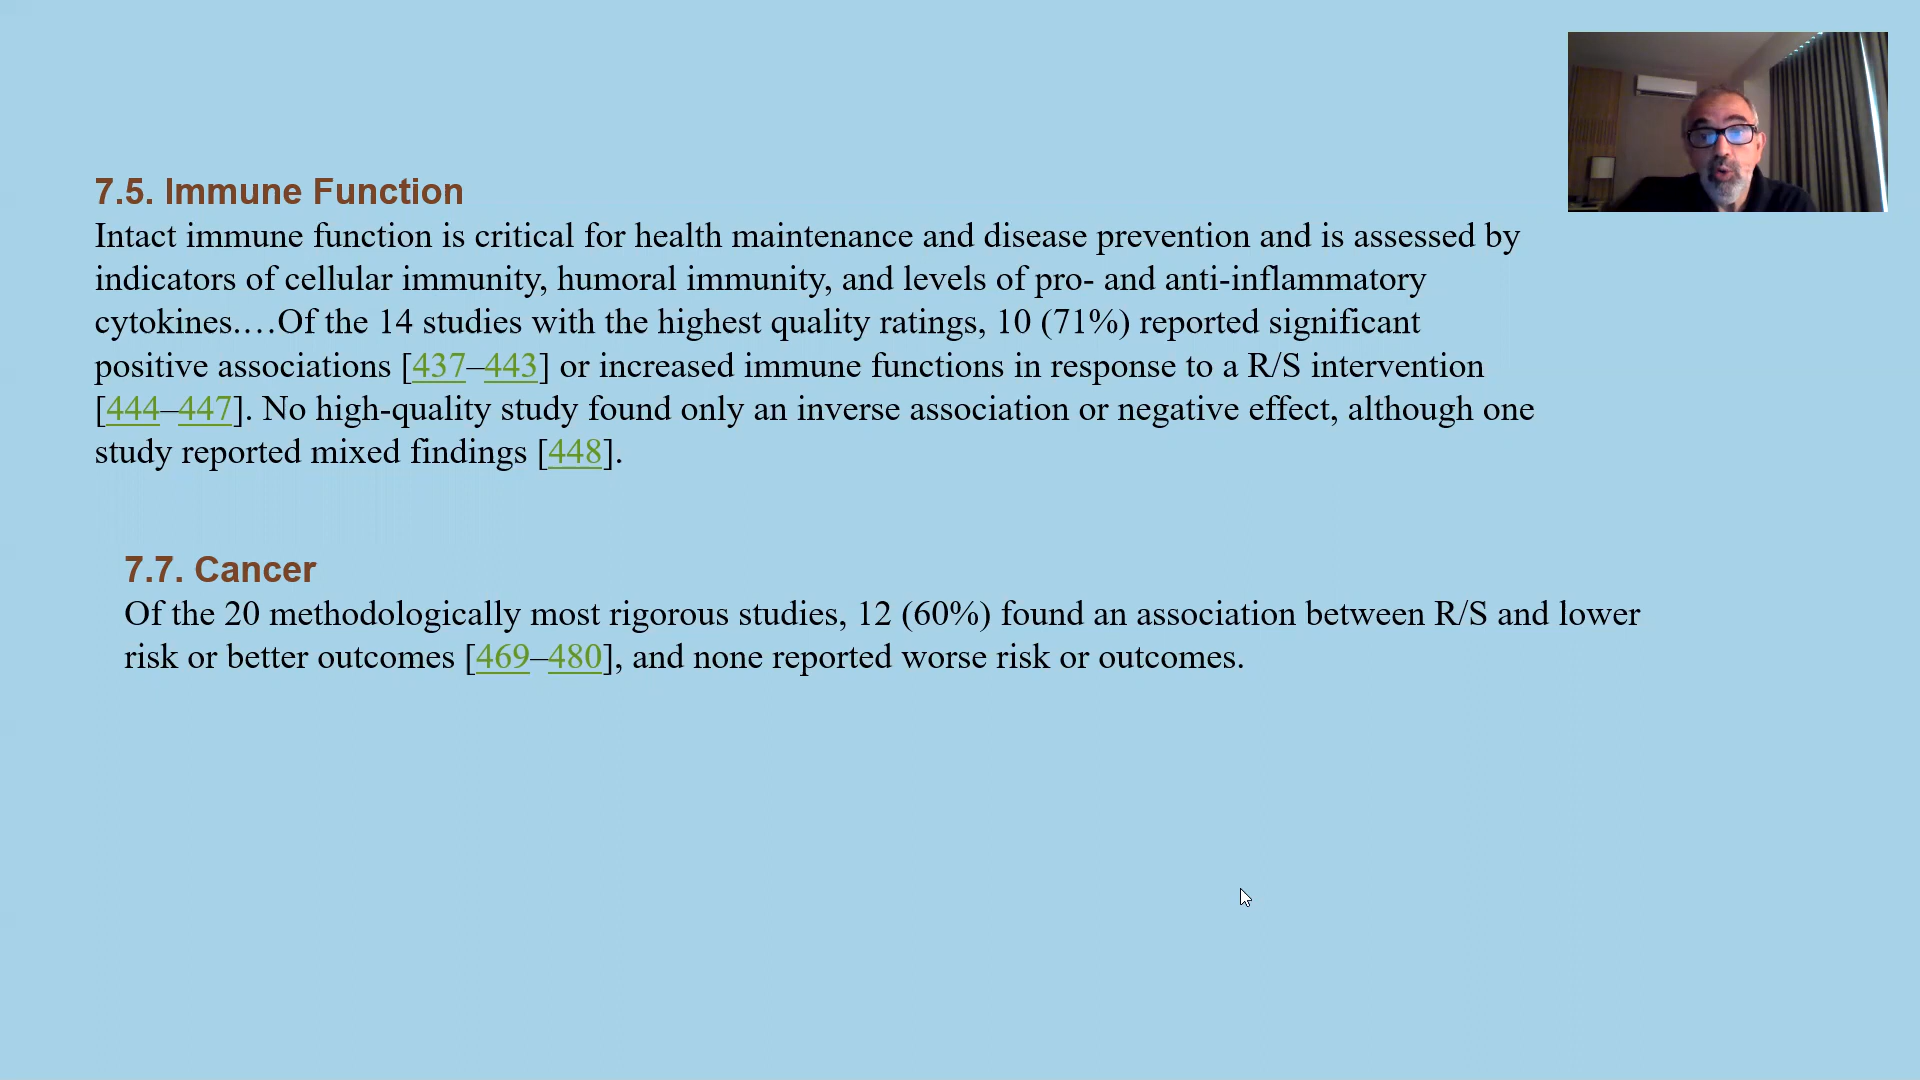 7.5. Immune Function
Intact immune function is critical for health maintenance and disease prevention and is assessed by
indicators of cellular immunity, humoral immunity, and levels of pro- and anti-inflammatory
cytokines.…Of the 14 studies with the highest quality ratings, 10 (71%) reported significant
positive associations [437–443] or increased immune functions in response to a R/S intervention
[444–447]. No high-quality study found only an inverse association or negative effect, although one
study reported mixed findings [448].
7.7. Cancer
Of the 20 methodologically most rigorous studies, 12 (60%) found an association between R/S and lower
risk or better outcomes [469–480], and none reported worse risk or outcomes.